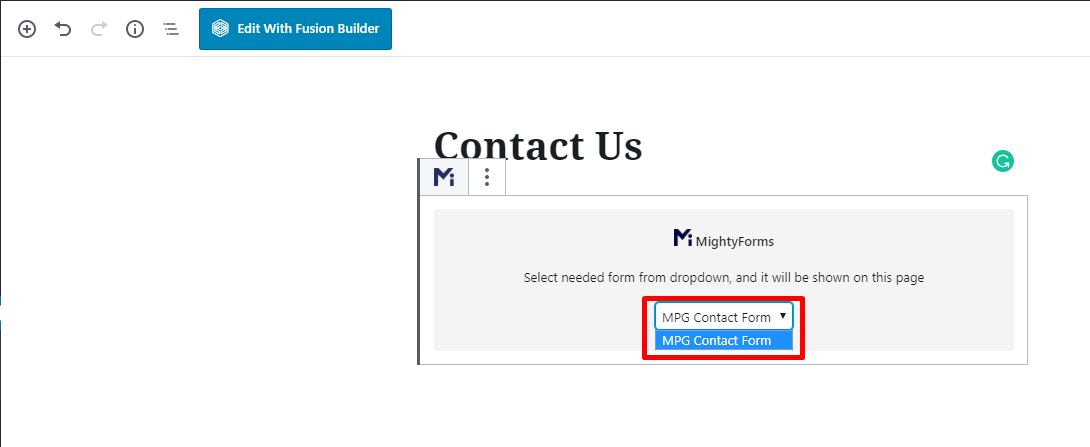 Edit With Fusion Builder
Contact Us
MightyForms
Select needed form from dropdown, and it will be shown on this page
MPG Contact Form
MPG Contact Form